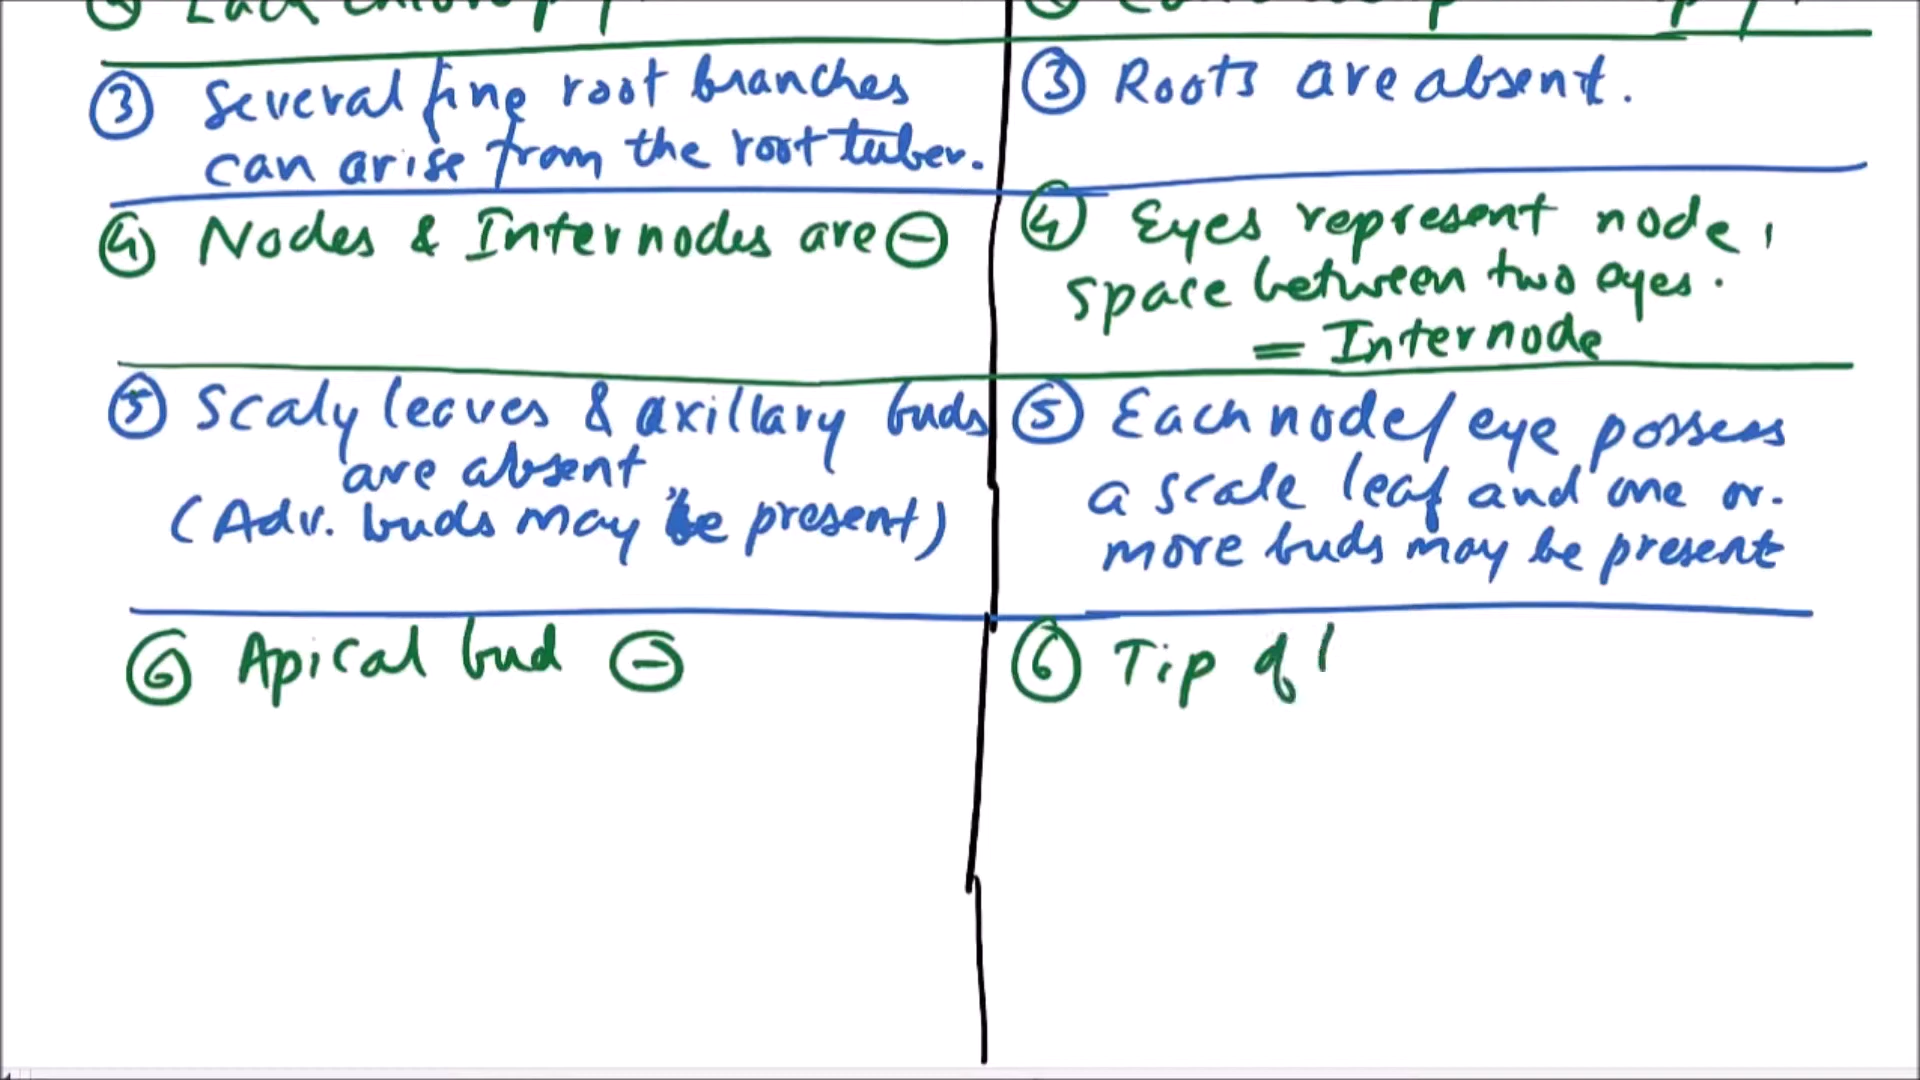 ③ Several fine root branches
can arise from the root tuber.
③ Roots are absent.
④ Nodes & Internodes are ⊖
④ Eyes represent node,
space between two eyes.
= Internode
⑤ Scaly leaves & axillary buds
are absent
(Adv. buds may be present)
⑤ Each node/ eye possess
a scale leaf and one or.
more buds may be present
⑥ Apical bud ⊖
⑥ Tip of